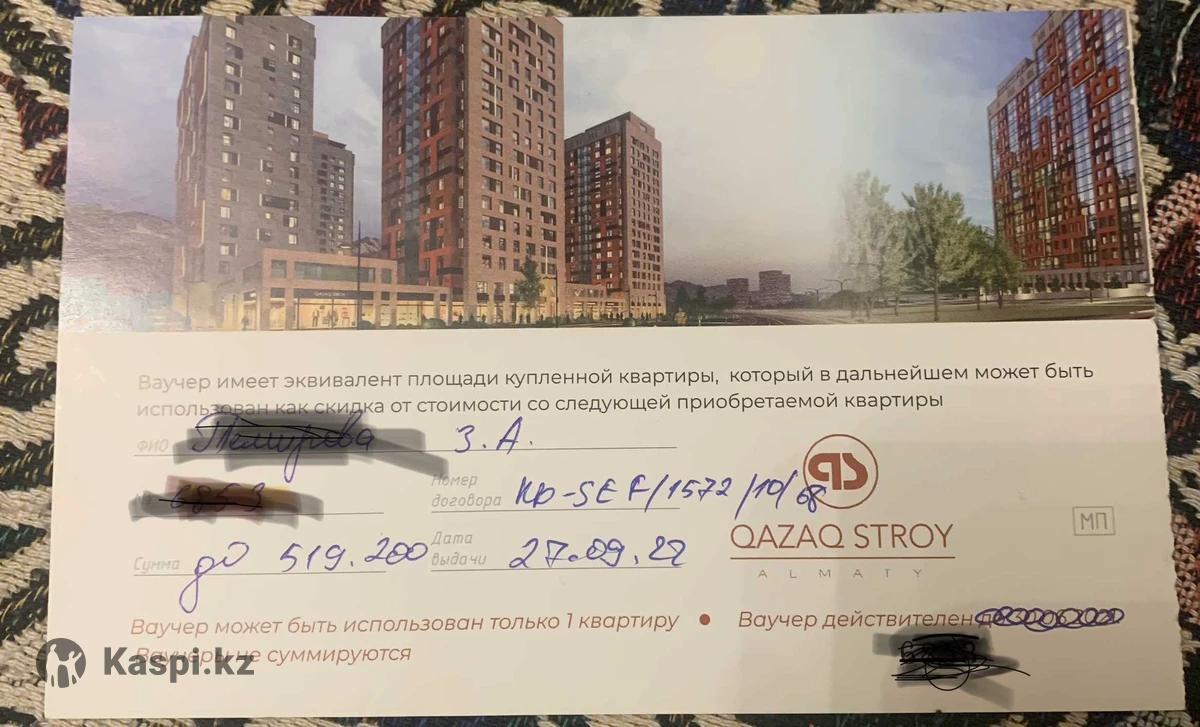 Ваучер имеет эквивалент площади купленной квартиры, который в дальнейшем может быть
использован как скидка от стоимости со следующей приобретаемой квартиры
ФИО З.А.
Номер договора КР-SEF/1572/10/68
Сумма до 519.200
Дата выдачи 27.09.22
QS
QAZAQ STROY
ALMATY
МП
Ваучер может быть использован только 1 квартиру • Ваучер действителен
Ваучеры не суммируются
Kaspi.kz